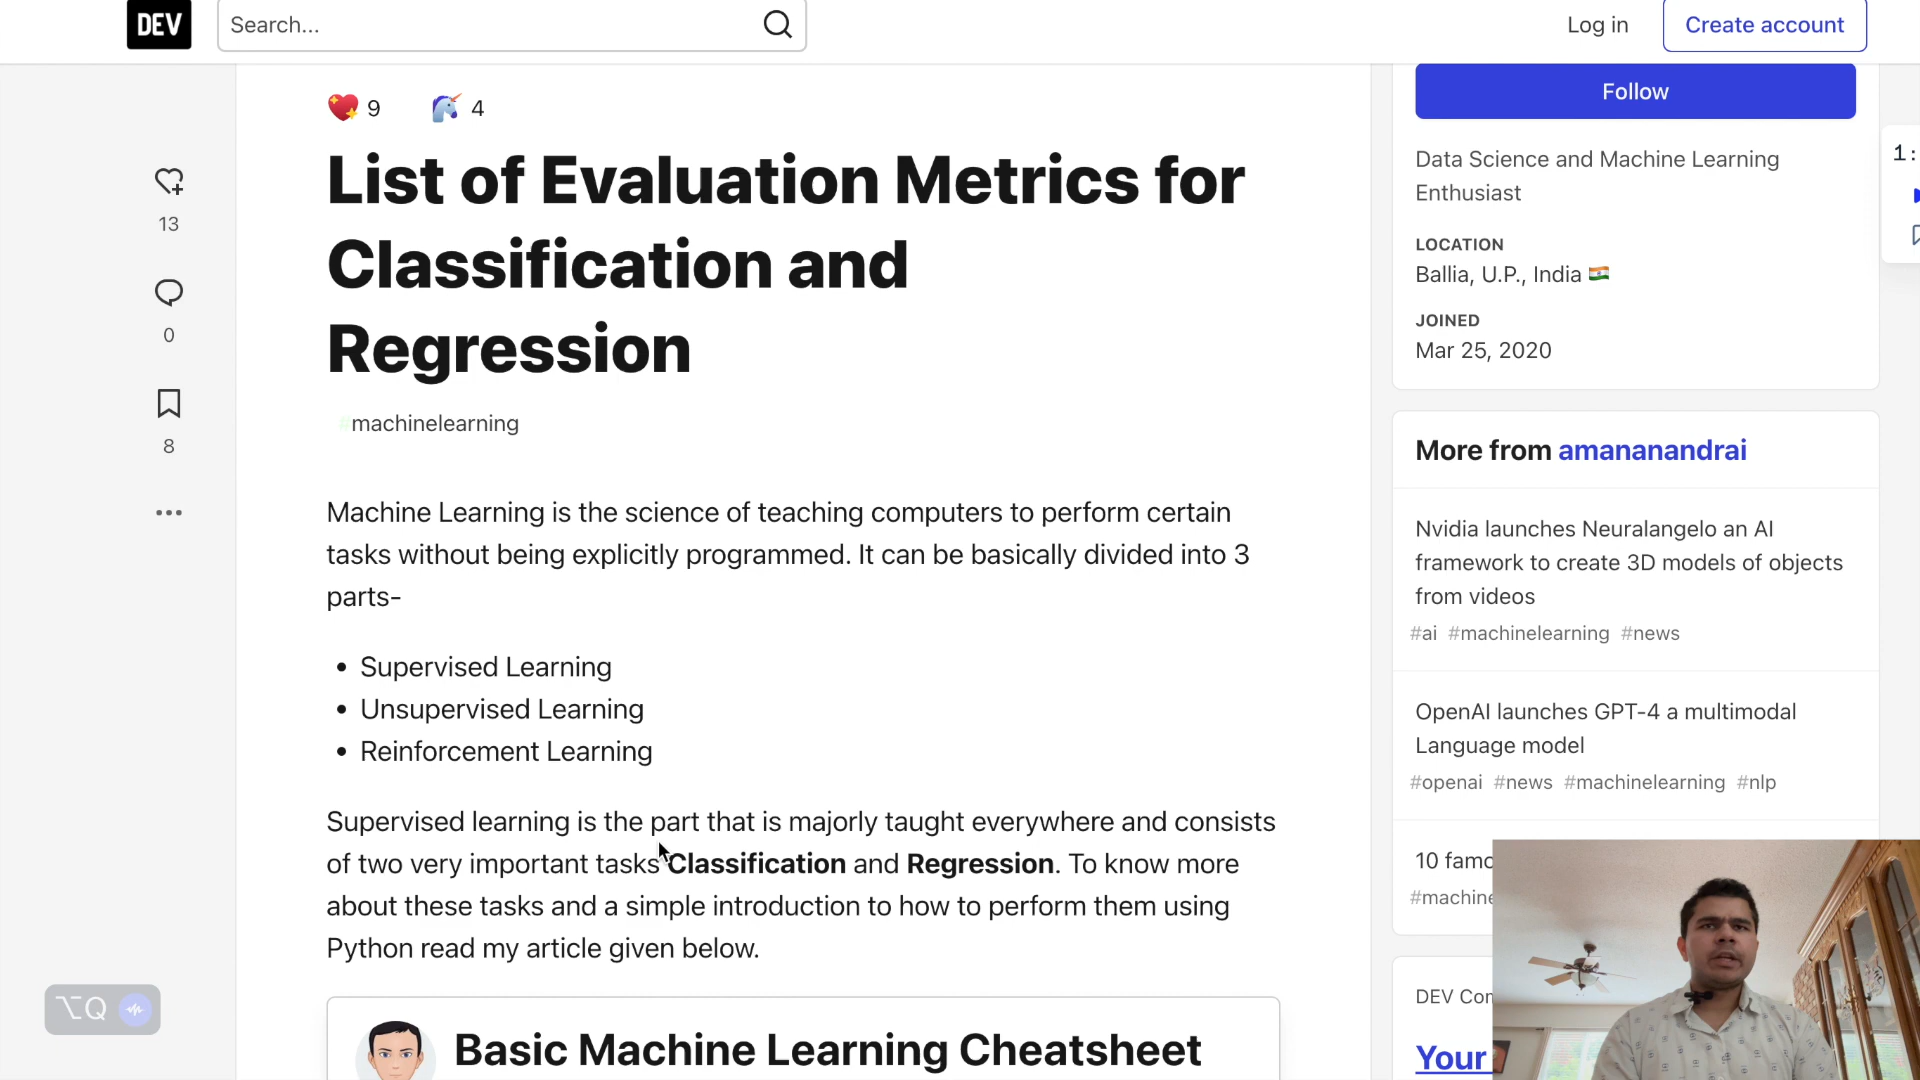 DEV
Search...
Log in
Create account
9
4
List of Evaluation Metrics for
Classification and
Regression
#machinelearning
13
0
8
Machine Learning is the science of teaching computers to perform certain
tasks without being explicitly programmed. It can be basically divided into 3
parts-
• Supervised Learning
• Unsupervised Learning
• Reinforcement Learning
Supervised learning is the part that is majorly taught everywhere and consists
of two very important tasks Classification and Regression. To know more
about these tasks and a simple introduction to how to perform them using
Python read my article given below.
Basic Machine Learning Cheatsheet
⌥Q
Follow
Data Science and Machine Learning
Enthusiast
LOCATION
Ballia, U.P., India
JOINED
Mar 25, 2020
1:
More from amananandrai
Nvidia launches Neuralangelo an AI
framework to create 3D models of objects
from videos
#ai #machinelearning #news
OpenAI launches GPT-4 a multimodal
Language model
#openai #news #machinelearning #nlp
10
DEV
Your